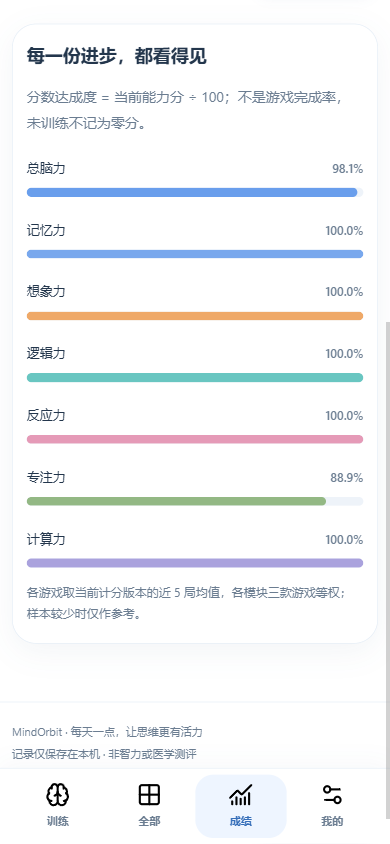 每一份进步，都看得见
分数达成度 = 当前能力分 ÷ 100；不是游戏完成率，
未训练不记为零分。
总脑力 98.1%
记忆力 100.0%
想象力 100.0%
逻辑力 100.0%
反应力 100.0%
专注力 88.9%
计算力 100.0%
各游戏取当前计分版本的近 5 局均值，各模块三款游戏等权；
样本较少时仅作参考。
MindOrbit · 每天一点，让思维更有活力
记录仅保存在本机 · 非智力或医学测评
训练 全部 成绩 我的